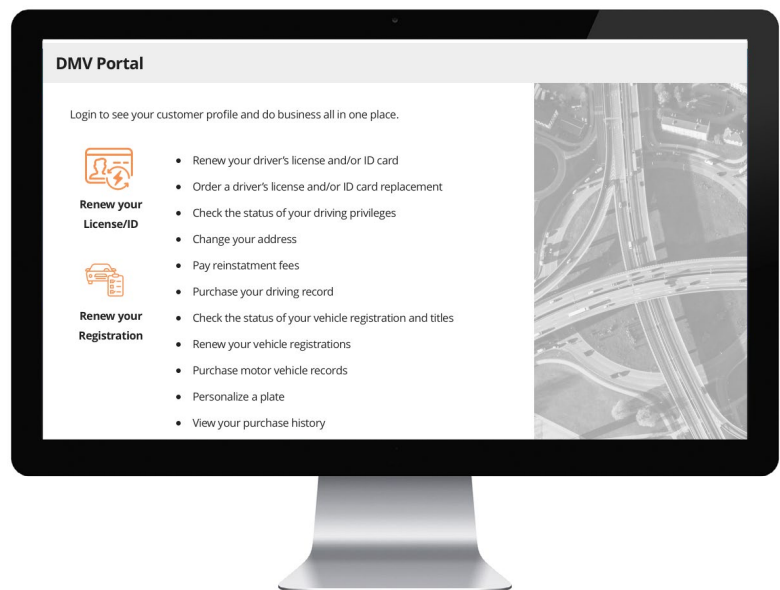 DMV Portal
Login to see your customer profile and do business all in one place.
Renew your
License/ID
Renew your
Registration
Renew your driver's license and/or ID card
Order a driver's license and/or ID card replacement
Check the status of your driving privileges
Change your address
Pay reinstatment fees
Purchase your driving record
Check the status of your vehicle registration and titles
Renew your vehicle registrations
Purchase motor vehicle records
Personalize a plate
View your purchase history